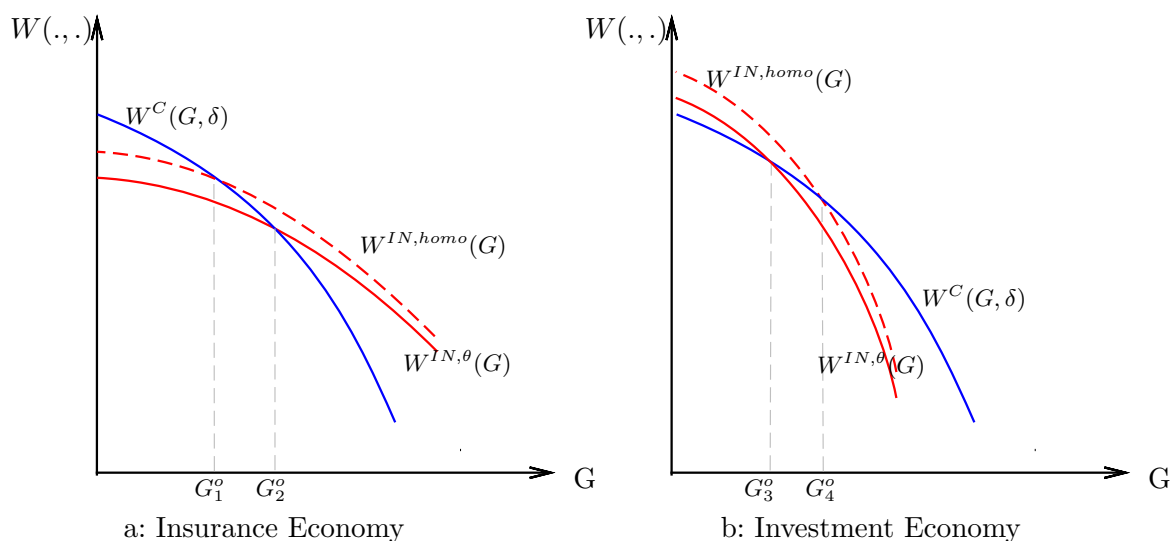 W(.,.)
W^C(G, δ)
W^{IN,homo}(G)
W^{IN,θ}(G)
G_1^o
G_2^o
G
a: Insurance Economy
W(.,.)
W^{IN,homo}(G)
W^C(G, δ)
W^{IN,θ}(G)
G_3^o
G_4^o
G
b: Investment Economy